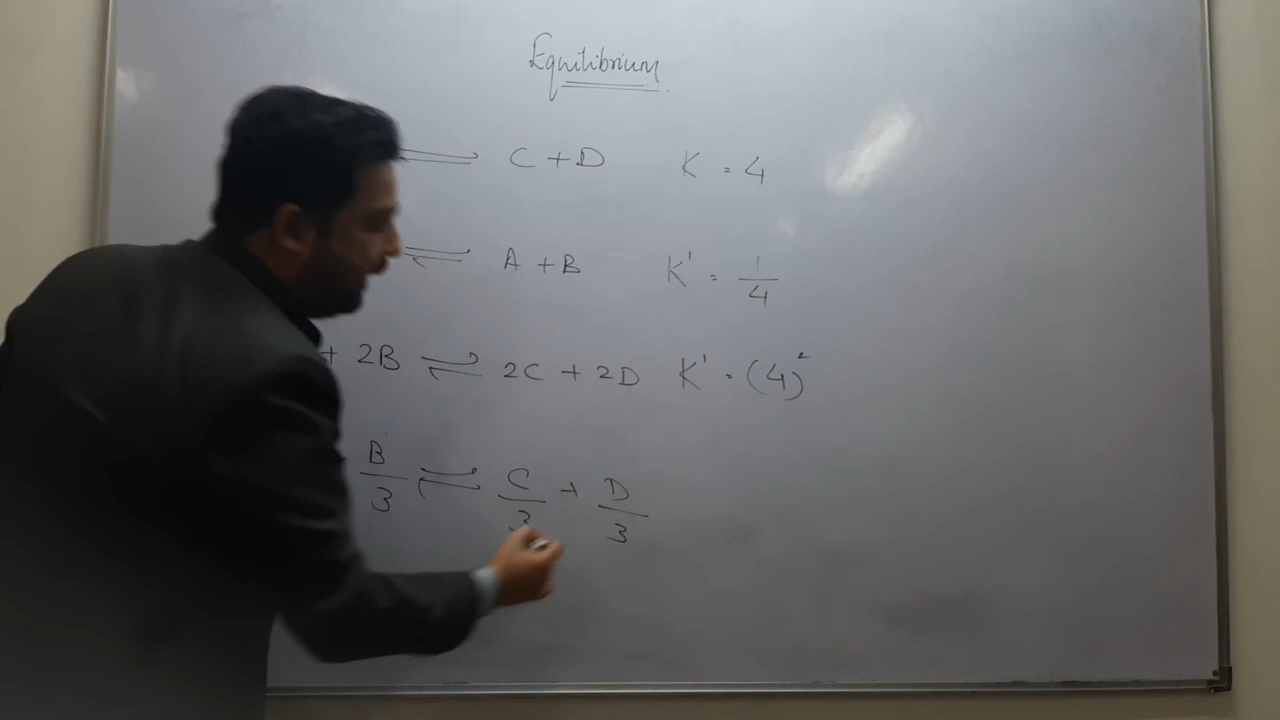 Equilibrium
⇌ C + D K = 4
⇌ A + B K' = 1/4
+ 2B ⇌ 2C + 2D K' = (4)²
B/3 ⇌ C/3 + D/3